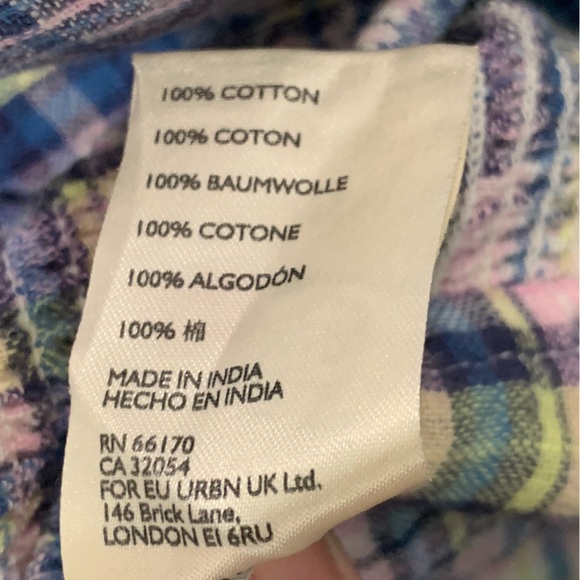 100% COTTON
100% COTON
100% BAUMWOLLE
100% COTONE
100% ALGODÓN
100% 棉
MADE IN INDIA
HECHO EN INDIA
RN 66170
CA 32054
FOR EU URBN UK Ltd.
146 Brick Lane,
LONDON E1 6RU